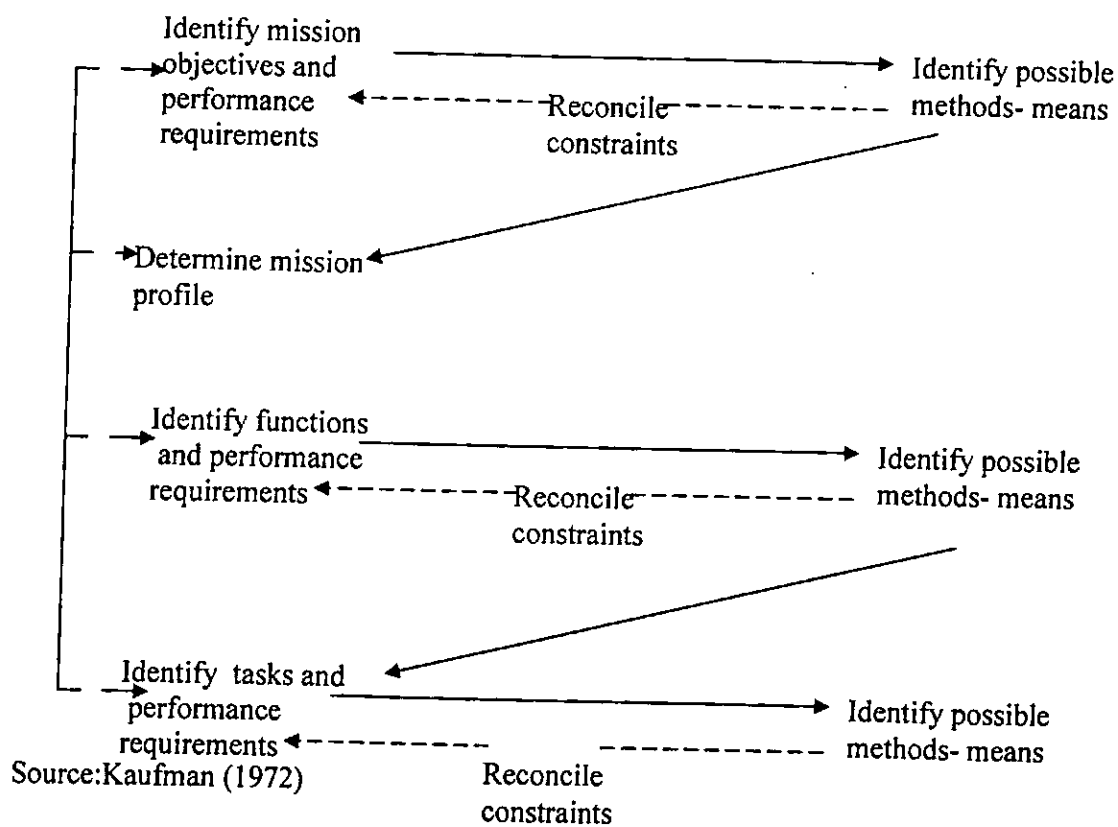 Identify mission
objectives and
performance
requirements
Identify possible
methods- means
Reconcile
constraints
Determine mission
profile
Identify functions
and performance
requirements
Identify possible
methods- means
Reconcile
constraints
Identify tasks and
performance
requirements
Identify possible
methods- means
Reconcile
constraints
Source:Kaufman (1972)